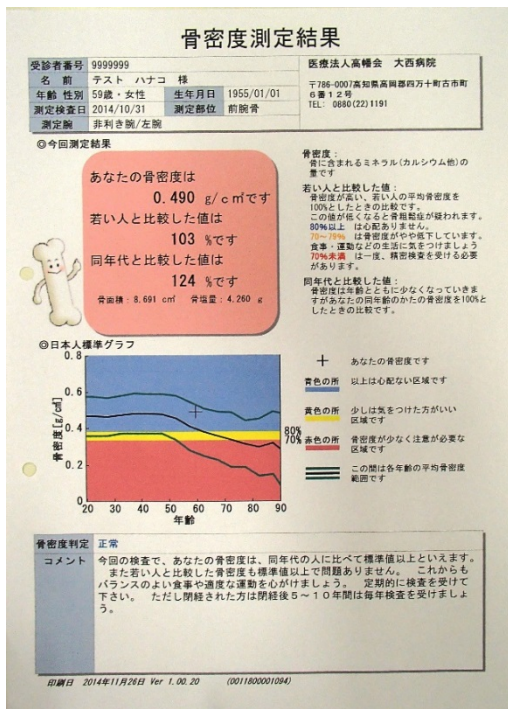 骨密度測定結果
受診者番号 9999999
名　前 テスト　ハナコ　様
年齢 性別 59歳・女性 生年月日 1955/01/01
測定検査日 2014/10/31 測定部位 前腕骨
測定腕 非利き腕/左腕
医療法人高幡会　大西病院
〒786-0007高知県高岡郡四万十町古市町
６番１２号
TEL: 0880(22)1191
◎今回測定結果
あなたの骨密度は
0.490 g/c㎡です
若い人と比較した値は
103 %です
同年代と比較した値は
124 %です
骨面積：8.691 c㎡　骨塩量：4.260 g
骨密度：
骨に含まれるミネラル(カルシウム他)の
量です
若い人と比較した値：
骨密度が高い、若い人の平均骨密度を
100%としたときの比較です。
この値が低くなると骨粗鬆症が疑われます。
80%以上　は心配ありません。
70～79%　は骨密度がやや低下しています。
食事・運動などの生活に気をつけましょう
70%未満　は一度、精密検査を受ける必要
があります。
同年代と比較した値：
骨密度は年齢とともに少なくなっていきま
すがあなたの同年齢のかたの骨密度を100%と
したときの比較です。
◎日本人標準グラフ
骨密度[g/c㎡]
0.8
0.6
0.4
0.2
0
20 30 40 50 60 70 80 90
年齢
80%
70%
＋ あなたの骨密度です
青色の所 以上は心配ない区域です
黄色の所 少しは気をつけた方がいい
区域です
赤色の所 骨密度が少なく注意が必要な
区域です
この間は各年齢の平均骨密度
範囲です
骨密度判定 正常
コメント 今回の検査で、あなたの骨密度は、同年代の人に比べて標準値以上といえます。
また若い人と比較した骨密度も標準値以上で問題ありません。　これからも
バランスのよい食事や適度な運動を心がけましょう。　定期的に検査を受けて
下さい。　ただし閉経された方は閉経後５～１０年間は毎年検査を受けましょ
う。
印刷日　2014年11月26日 Ver 1.00.20　(0011800001094)